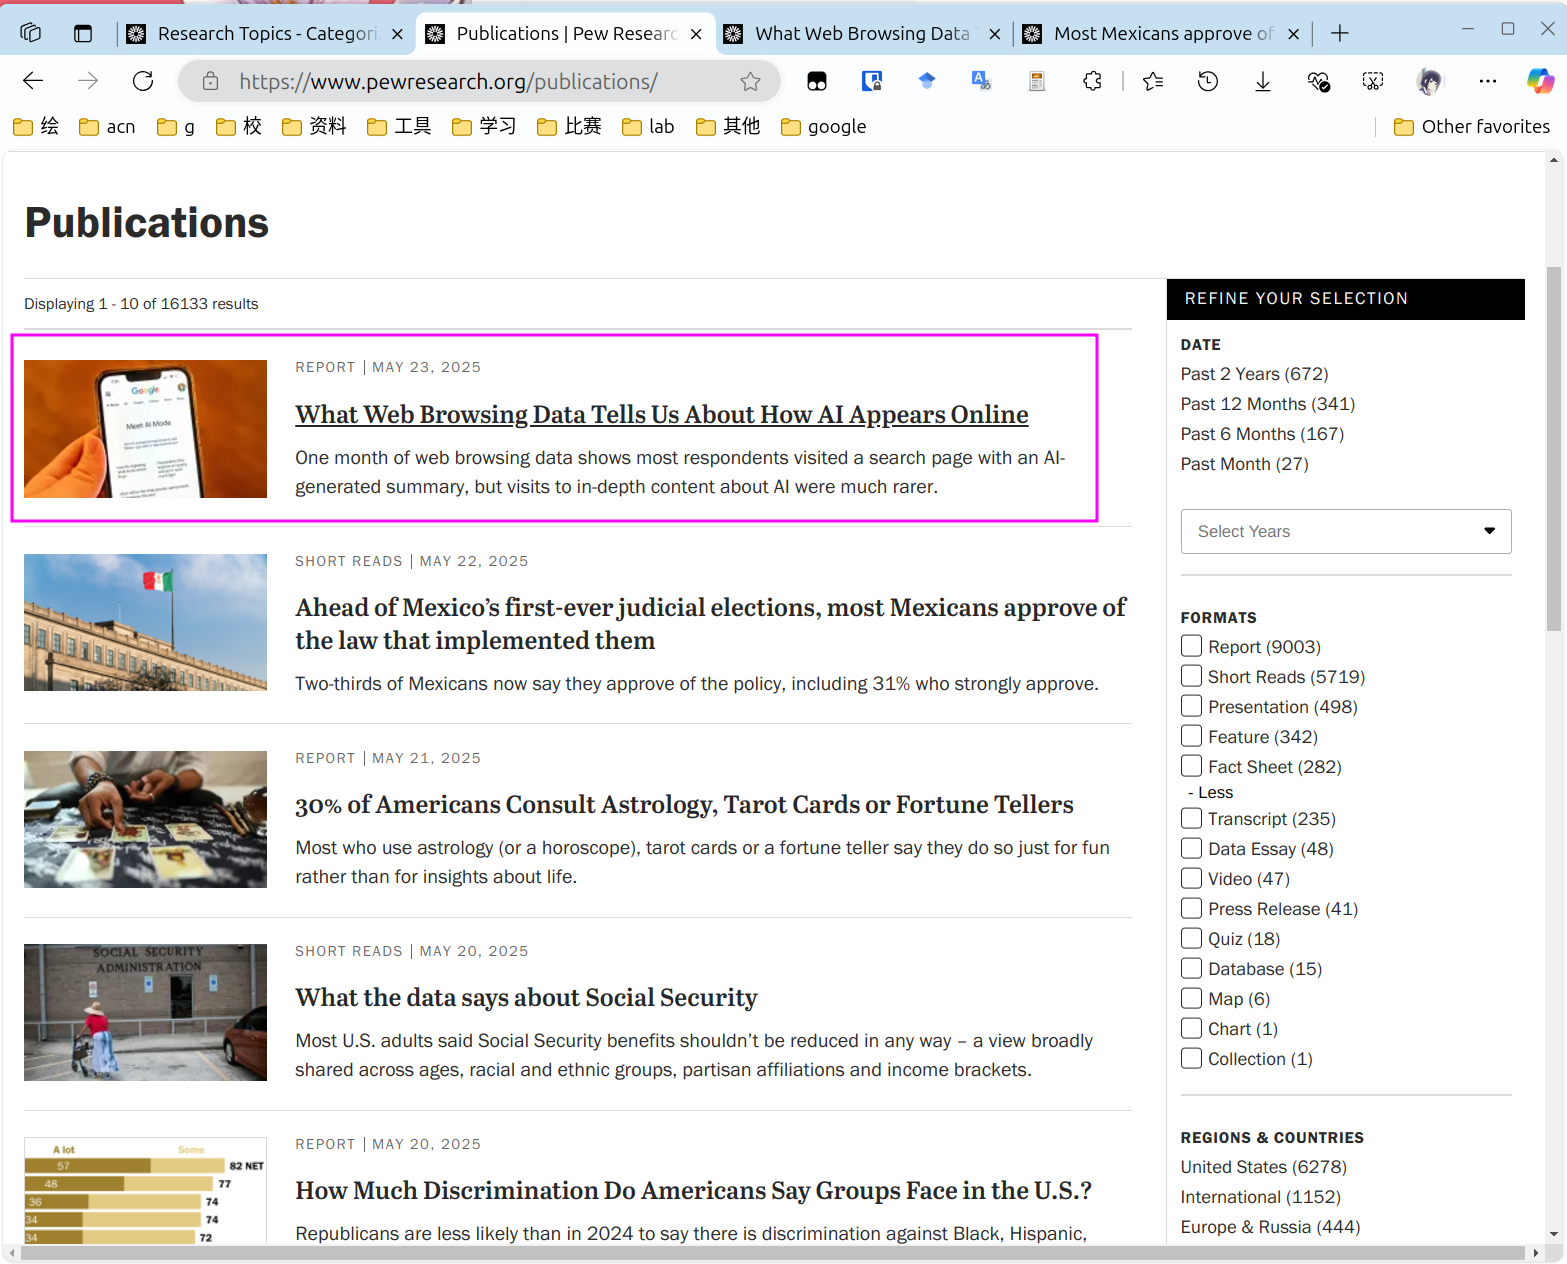 Research Topics - Categori
Publications | Pew Researc
What Web Browsing Data
Most Mexicans approve of
https://www.pewresearch.org/publications/
绘
acn
g
校
资料
工具
学习
比赛
lab
其他
google
Other favorites
Publications
Displaying 1 - 10 of 16133 results
Google
Meet AI Mode
REPORT | MAY 23, 2025
What Web Browsing Data Tells Us About How AI Appears Online
One month of web browsing data shows most respondents visited a search page with an AI-
generated summary, but visits to in-depth content about AI were much rarer.
SHORT READS | MAY 22, 2025
Ahead of Mexico’s first-ever judicial elections, most Mexicans approve of
the law that implemented them
Two-thirds of Mexicans now say they approve of the policy, including 31% who strongly approve.
REPORT | MAY 21, 2025
30% of Americans Consult Astrology, Tarot Cards or Fortune Tellers
Most who use astrology (or a horoscope), tarot cards or a fortune teller say they do so just for fun
rather than for insights about life.
SOCIAL SECURITY
ADMINISTRATION
SHORT READS | MAY 20, 2025
What the data says about Social Security
Most U.S. adults said Social Security benefits shouldn’t be reduced in any way – a view broadly
shared across ages, racial and ethnic groups, partisan affiliations and income brackets.
A lot Some
57 82 NET
48 77
36 74
34 74
34 72
REPORT | MAY 20, 2025
How Much Discrimination Do Americans Say Groups Face in the U.S.?
Republicans are less likely than in 2024 to say there is discrimination against Black, Hispanic,
REFINE YOUR SELECTION
DATE
Past 2 Years (672)
Past 12 Months (341)
Past 6 Months (167)
Past Month (27)
Select Years
FORMATS
Report (9003)
Short Reads (5719)
Presentation (498)
Feature (342)
Fact Sheet (282)
- Less
Transcript (235)
Data Essay (48)
Video (47)
Press Release (41)
Quiz (18)
Database (15)
Map (6)
Chart (1)
Collection (1)
REGIONS & COUNTRIES
United States (6278)
International (1152)
Europe & Russia (444)